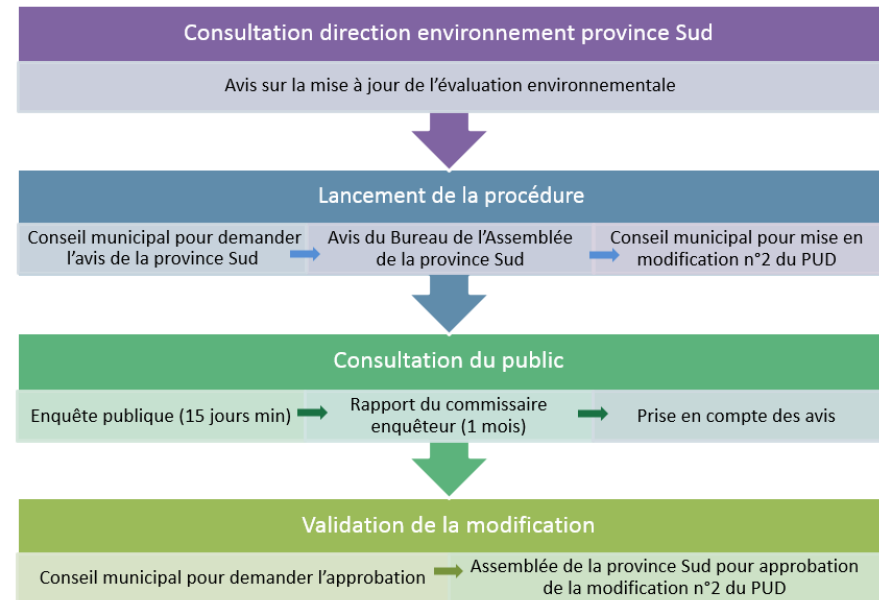 Consultation direction environnement province Sud
Avis sur la mise à jour de l’évaluation environnementale
Lancement de la procédure
Conseil municipal pour demander
l’avis de la province Sud
Avis du Bureau de l’Assemblée
de la province Sud
Conseil municipal pour mise en
modification n°2 du PUD
Consultation du public
Enquête publique (15 jours min)
Rapport du commissaire
enquêteur (1 mois)
Prise en compte des avis
Validation de la modification
Conseil municipal pour demander l’approbation
Assemblée de la province Sud pour approbation
de la modification n°2 du PUD